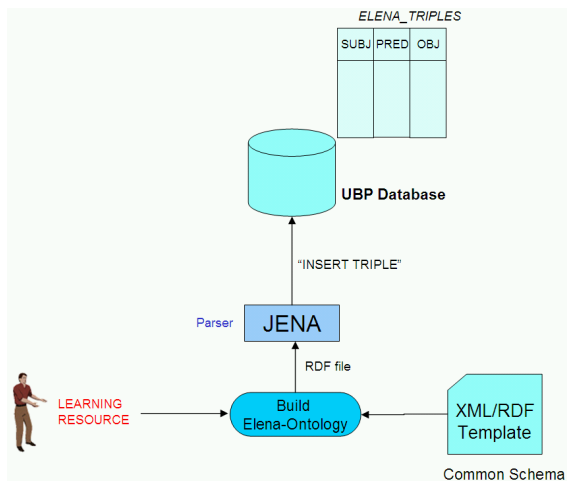 ELENA_TRIPLES
SUBJ PRED OBJ
UBP Database
“INSERT TRIPLE”
Parser
JENA
RDF file
LEARNING
RESOURCE
Build
Elena-Ontology
XML/RDF
Template
Common Schema